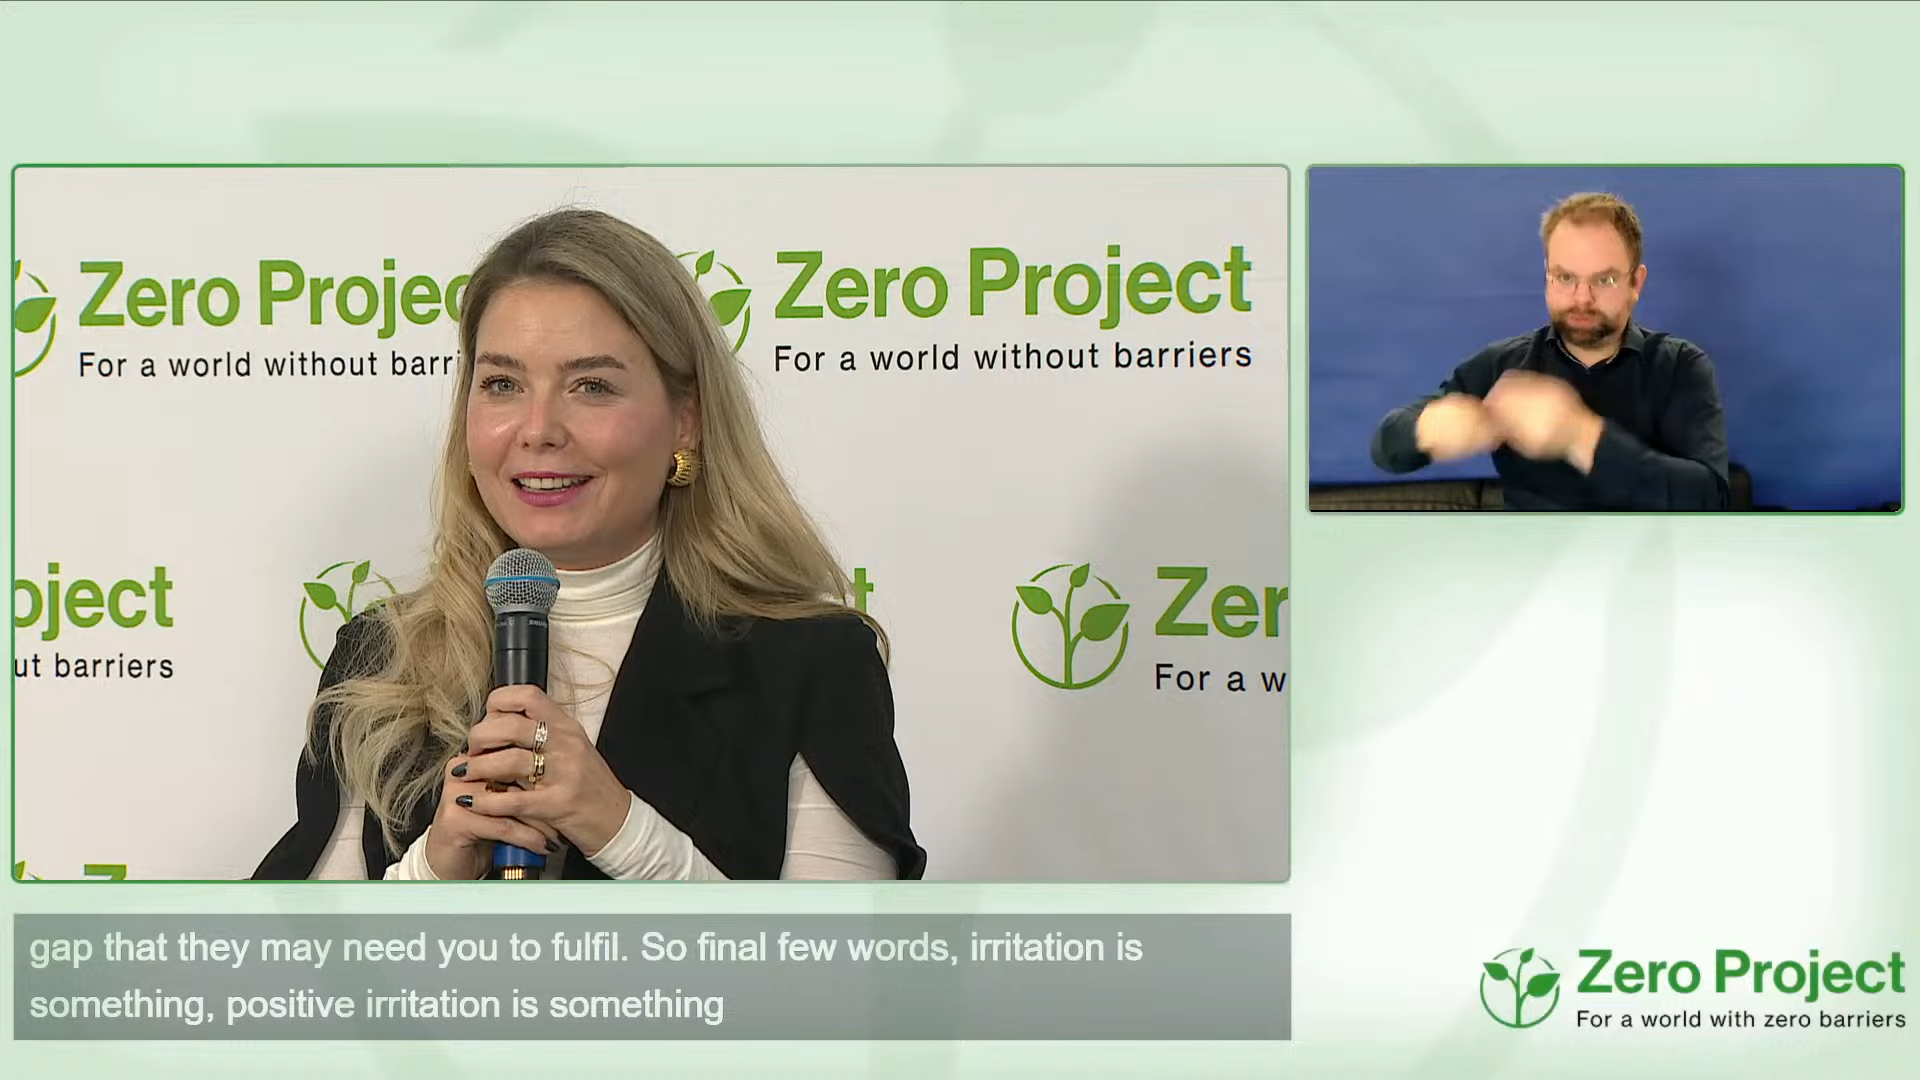 Zero Projec
For a world without barri
Zero Project
For a world without barriers
oject
ut barriers
t
Zer
For a w
Z
gap that they may need you to fulfil. So final few words, irritation is
something, positive irritation is something
Zero Project
For a world with zero barriers